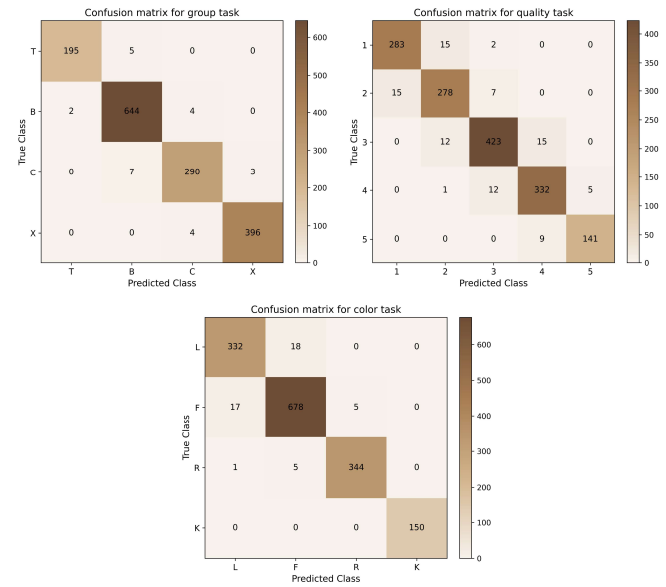 Confusion matrix for group task
Confusion matrix for quality task
True Class
T 195 5 0 0
B 2 644 4 0
C 0 7 290 3
X 0 0 4 396
T B C X
Predicted Class
600
500
400
300
200
100
0
True Class
1 283 15 2 0 0
2 15 278 7 0 0
3 0 12 423 15 0
4 0 1 12 332 5
5 0 0 0 9 141
1 2 3 4 5
Predicted Class
400
350
300
250
200
150
100
50
0
Confusion matrix for color task
True Class
L 332 18 0 0
F 17 678 5 0
R 1 5 344 0
K 0 0 0 150
L F R K
Predicted Class
600
500
400
300
200
100
0